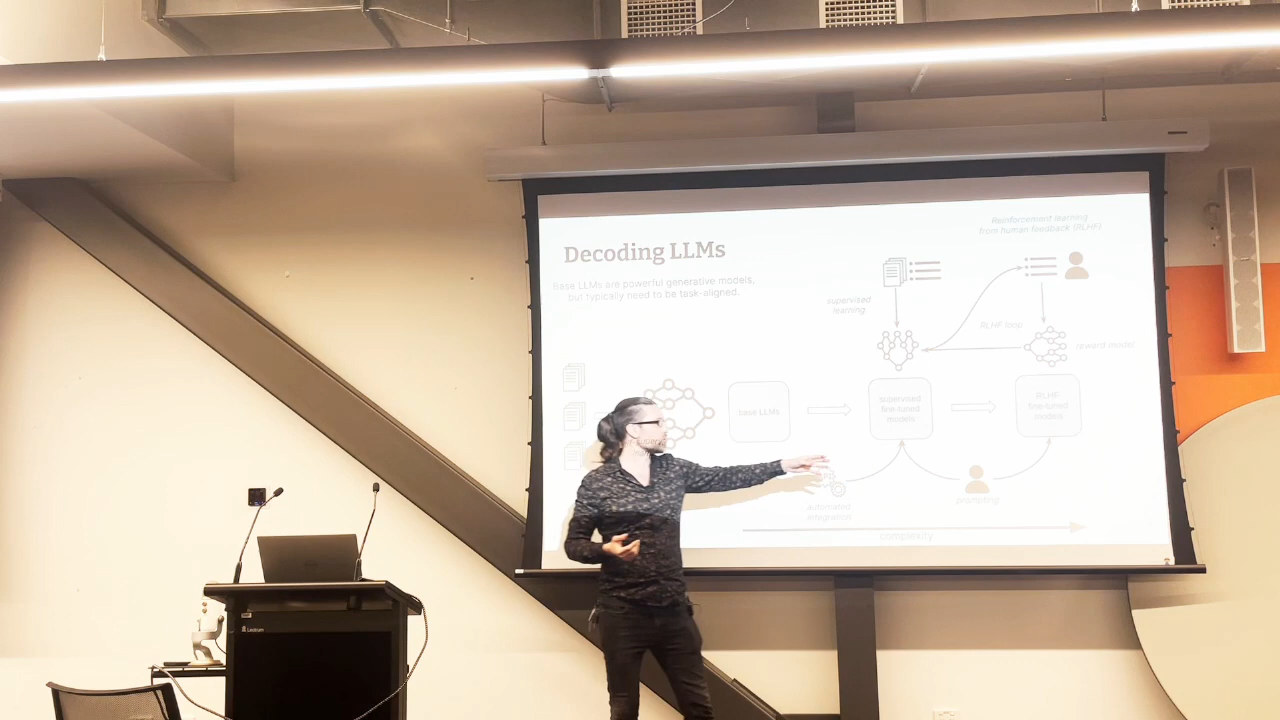 Decoding LLMs
Base LLMs are powerful generative models,
but typically need to be task-aligned.
Reinforcement learning
from human feedback (RLHF)
supervised
learning
RLHF loop
reward model
base LLMs
supervised
fine-tuned
models
RLHF
fine-tuned
models
automated
integration
prompting
complexity
Lectrum